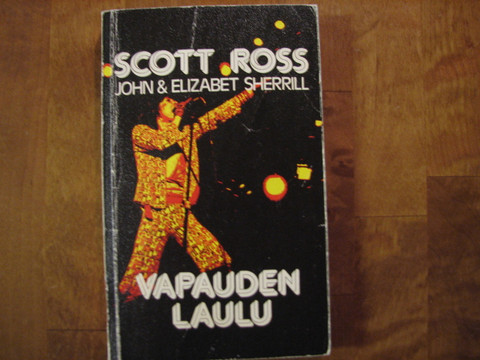 SCOTT ROSS
JOHN & ELIZABET SHERRILL
VAPAUDEN
LAULU